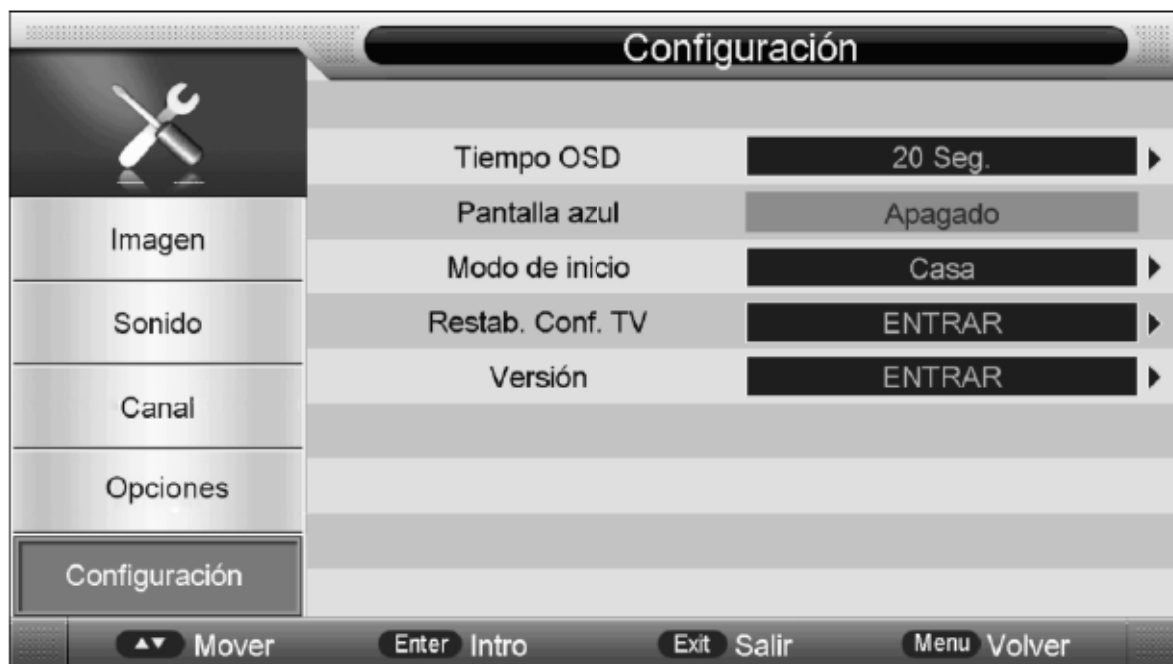 Configuración
Tiempo OSD 20 Seg.
Pantalla azul Apagado
Modo de inicio Casa
Restab. Conf. TV ENTRAR
Versión ENTRAR
Imagen
Sonido
Canal
Opciones
Configuración
Mover Enter Intro Exit Salir Menu Volver